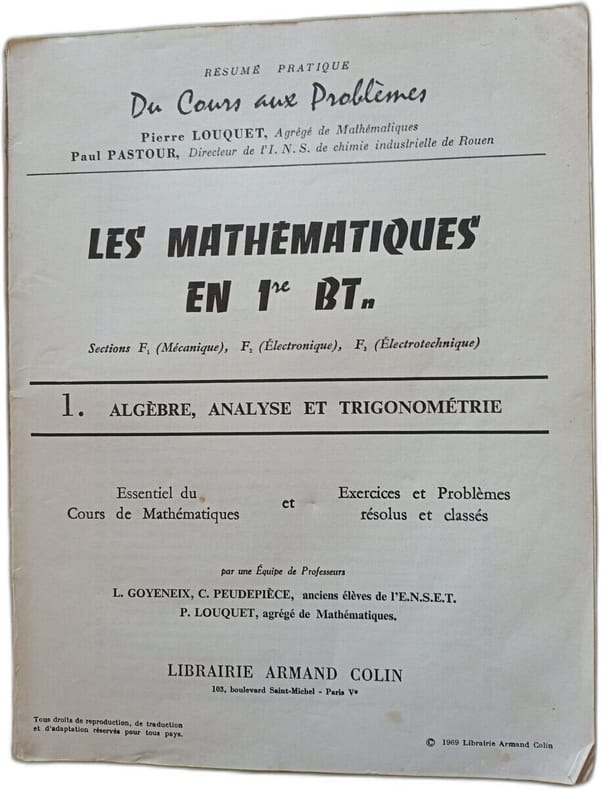 RESUMÉ PRATIQUE
Du Cours aux Problèmes
Pierre LOUQUET, Agrégé de Mathématiques
Paul PASTOUR, Directeur de l'I. N. S. de chimie industrielle de Rouen
LES MATHÉMATIQUES
EN 1re BTn
Sections F1 (Mécanique), F2 (Électronique), F3 (Électrotechnique)
1. ALGÈBRE, ANALYSE ET TRIGONOMÉTRIE
Essentiel du
Cours de Mathématiques
et
Exercices et Problèmes
résolus et classés
par une Équipe de Professeurs
L. GOYENEIX, C. PEUDEPIÈCE, anciens élèves de l'E.N.S.E.T.
P. LOUQUET, agrégé de Mathématiques.
LIBRAIRIE ARMAND COLIN
103, boulevard Saint-Michel - Paris Ve
Tous droits de reproduction, de traduction
et d'adaptation réservés pour tous pays.
© 1969 Librairie Armand Colin